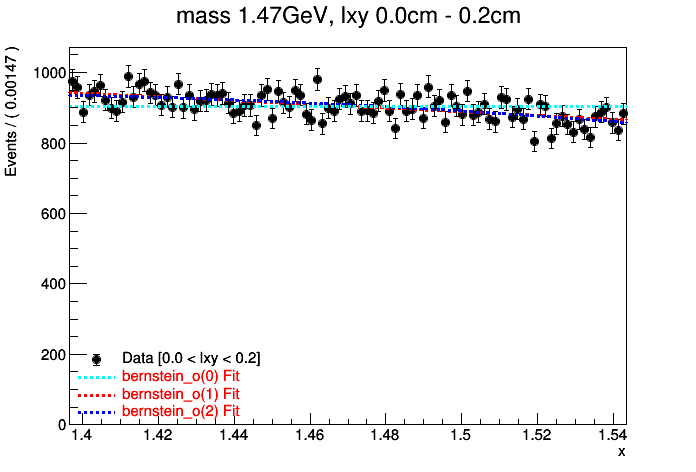 mass 1.47GeV, lxy 0.0cm - 0.2cm
Events / ( 0.00147 )
1000
800
600
400
200
0
Data [0.0 < lxy < 0.2]
bernstein_o(0) Fit
bernstein_o(1) Fit
bernstein_o(2) Fit
1.4 1.42 1.44 1.46 1.48 1.5 1.52 1.54
x